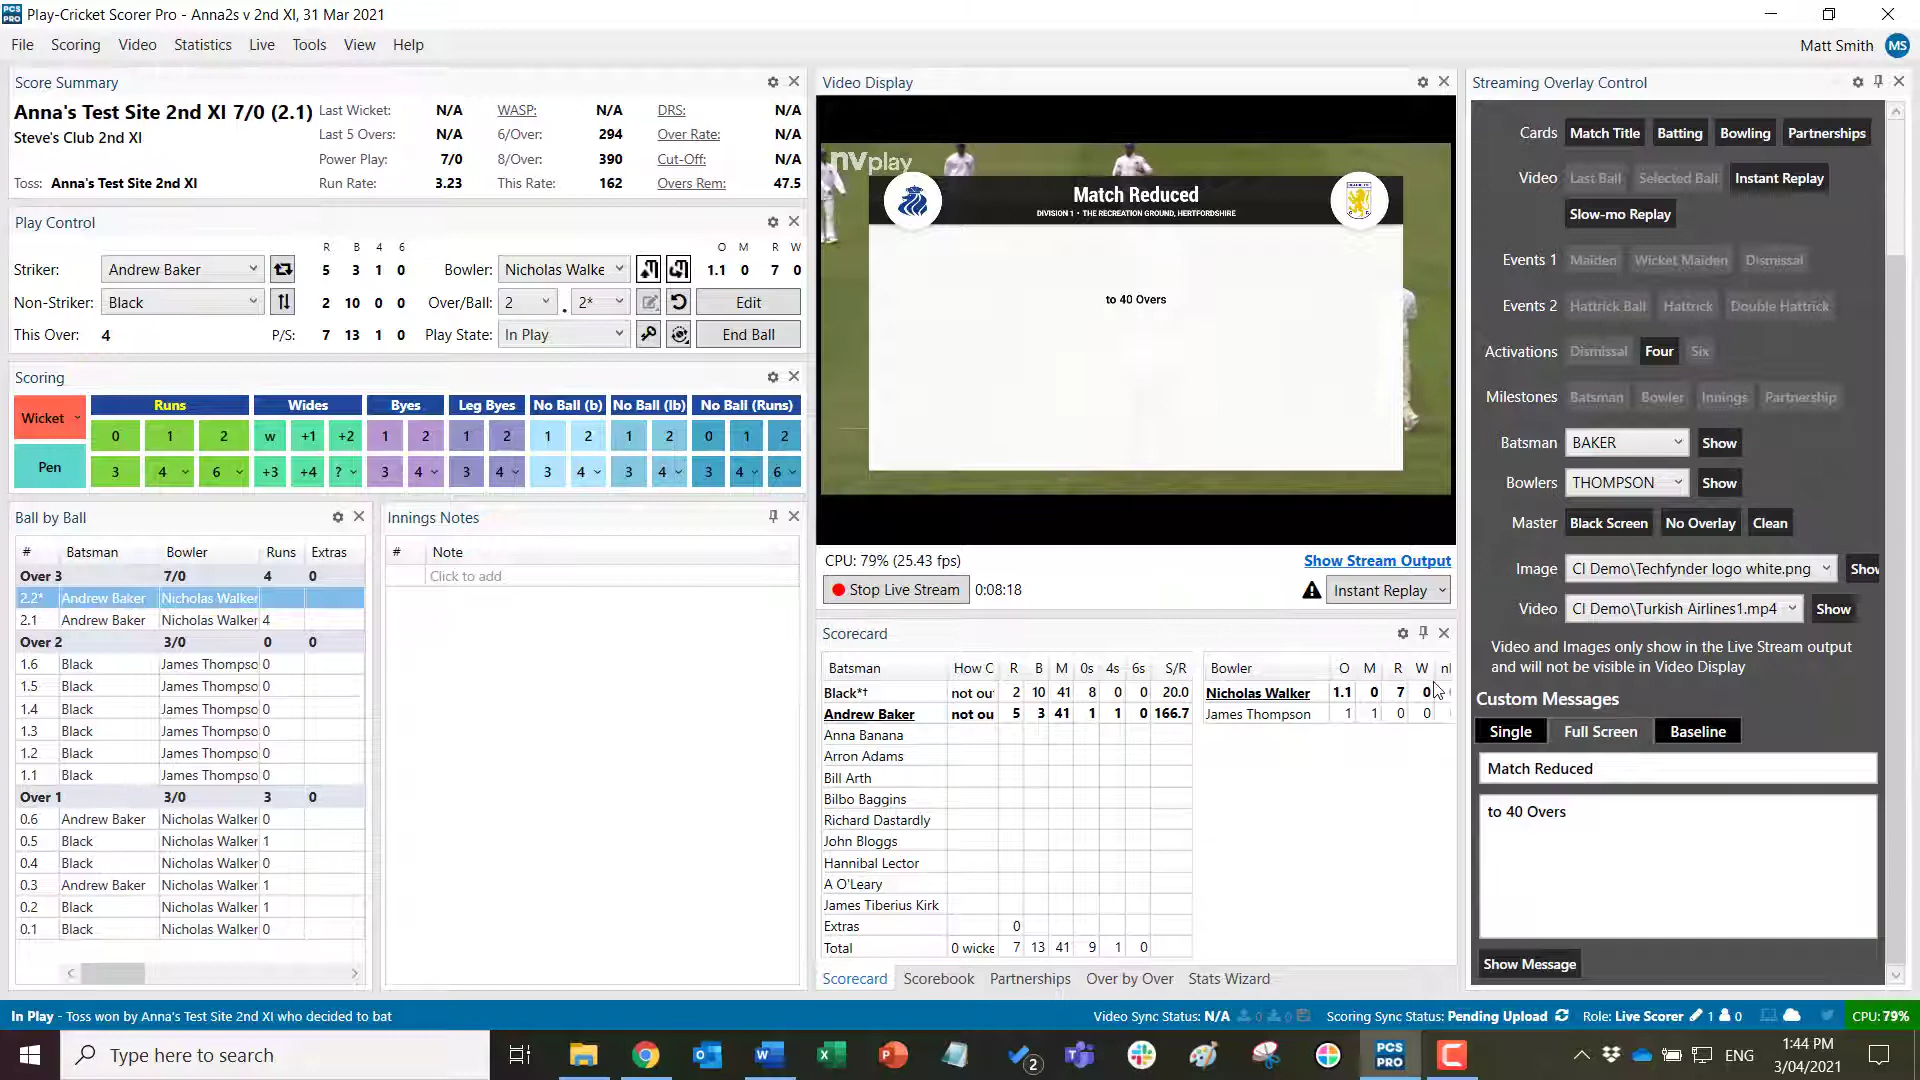 Play-Cricket Scorer Pro - Anna2s v 2nd XI, 31 Mar 2021
File Scoring Video Statistics Live Tools View Help
Matt Smith MS
Score Summary
Anna's Test Site 2nd XI 7/0 (2.1)
Steve's Club 2nd XI
Toss: Anna's Test Site 2nd XI
Last Wicket: N/A WASP: N/A DRS: N/A
Last 5 Overs: N/A 6/Over: 294 Over Rate: N/A
Power Play: 7/0 8/Over: 390 Cut-Off: N/A
Run Rate: 3.23 This Rate: 162 Overs Rem: 47.5
Play Control
R B 4 6 O M R W
Striker: Andrew Baker 5 3 1 0 Bowler: Nicholas Walke 1.1 0 7 0
Non-Striker: Black 2 10 0 0 Over/Ball: 2 . 2* Edit
This Over: 4 P/S: 7 13 1 0 Play State: In Play End Ball
Scoring
Wicket Runs Wides Byes Leg Byes No Ball (b) No Ball (lb) No Ball (Runs)
0 1 2 w +1 +2 1 2 1 2 1 2 1 2 0 1 2
Pen 3 4 6 +3 +4 ? 3 4 3 4 3 4 3 4 3 4 6
Ball by Ball
# Batsman Bowler Runs Extras
Over 3 7/0 4 0
2.2* Andrew Baker Nicholas Walker
2.1 Andrew Baker Nicholas Walker 4
Over 2 3/0 0 0
1.6 Black James Thompso 0
1.5 Black James Thompso 0
1.4 Black James Thompso 0
1.3 Black James Thompso 0
1.2 Black James Thompso 0
1.1 Black James Thompso 0
Over 1 3/0 3 0
0.6 Andrew Baker Nicholas Walker 0
0.5 Black Nicholas Walker 1
0.4 Black Nicholas Walker 0
0.3 Andrew Baker Nicholas Walker 1
0.2 Black Nicholas Walker 1
0.1 Black Nicholas Walker 0
Innings Notes
# Note
Click to add
Video Display
nvplay
Match Reduced
DIVISION 1 • THE RECREATION GROUND, HERTFORDSHIRE
to 40 Overs
CPU: 79% (25.43 fps) Show Stream Output
Stop Live Stream 0:08:18 Instant Replay
Scorecard
Batsman How C R B M 0s 4s 6s S/R
Black*† not ou 2 10 41 8 0 0 20.0
Andrew Baker not ou 5 3 41 1 1 0 166.7
Anna Banana
Arron Adams
Bill Arth
Bilbo Baggins
Richard Dastardly
John Bloggs
Hannibal Lector
A O'Leary
James Tiberius Kirk
Extras 0
Total 0 wicke 7 13 41 9 1 0
Bowler O M R W
Nicholas Walker 1.1 0 7 0
James Thompson 1 1 0 0
Scorecard Scorebook Partnerships Over by Over Stats Wizard
Streaming Overlay Control
Cards Match Title Batting Bowling Partnerships
Video Last Ball Selected Ball Instant Replay
Slow-mo Replay
Events 1 Maiden Wicket Maiden Dismissal
Events 2 Hattrick Ball Hattrick Double Hattrick
Activations Dismissal Four Six
Milestones Batsman Bowler Innings Partnership
Batsman BAKER Show
Bowlers THOMPSON Show
Master Black Screen No Overlay Clean
Image CI Demo\Techfynder logo white.png Show
Video CI Demo\Turkish Airlines1.mp4 Show
Video and Images only show in the Live Stream output
and will not be visible in Video Display
Custom Messages
Single Full Screen Baseline
Match Reduced
to 40 Overs
Show Message
In Play - Toss won by Anna's Test Site 2nd XI who decided to bat
Video Sync Status: N/A 0 0 Scoring Sync Status: Pending Upload Role: Live Scorer 1 0 CPU: 79%
Type here to search
2
PCS PRO
ENG
1:44 PM
3/04/2021